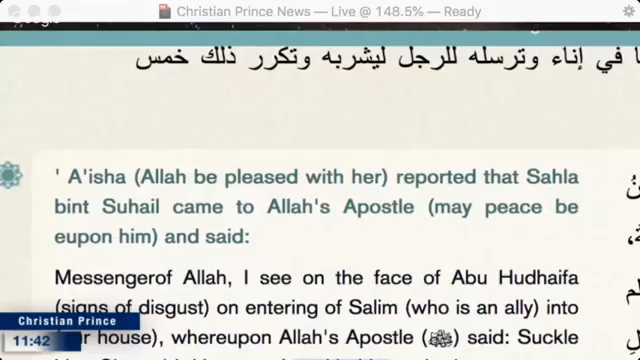 Christian Prince News — Live @ 148.5% — Ready
ا في إناء وترسله للرجل ليشربه وتكرر ذلك خمس
' A'isha (Allah be pleased with her) reported that Sahla
bint Suhail came to Allah's Apostle (may peace be
eupon him) and said:
Messengerof Allah, I see on the face of Abu Hudhaifa
(signs of disgust) on entering of Salim (who is an ally) into
house), whereupon Allah's Apostle (ﷺ) said: Suckle
Christian Prince
11:42